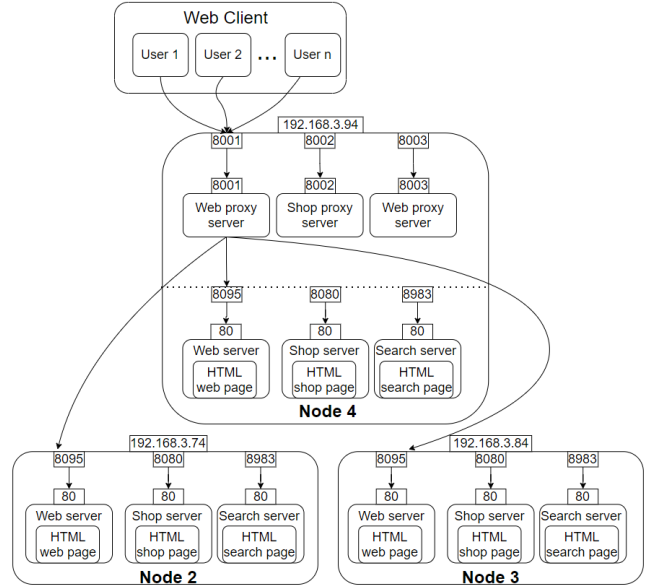 Web Client
User 1
User 2
...
User n
192.168.3.94
8001
8002
8003
8001
8002
8003
Web proxy
server
Shop proxy
server
Web proxy
server
8095
8080
8983
80
80
80
Web server
HTML
web page
Shop server
HTML
shop page
Search server
HTML
search page
Node 4
192.168.3.74
8095
8080
8983
80
80
80
Web server
HTML
web page
Shop server
HTML
shop page
Search server
HTML
search page
Node 2
192.168.3.84
8095
8080
8983
80
80
80
Web server
HTML
web page
Shop server
HTML
shop page
Search server
HTML
search page
Node 3